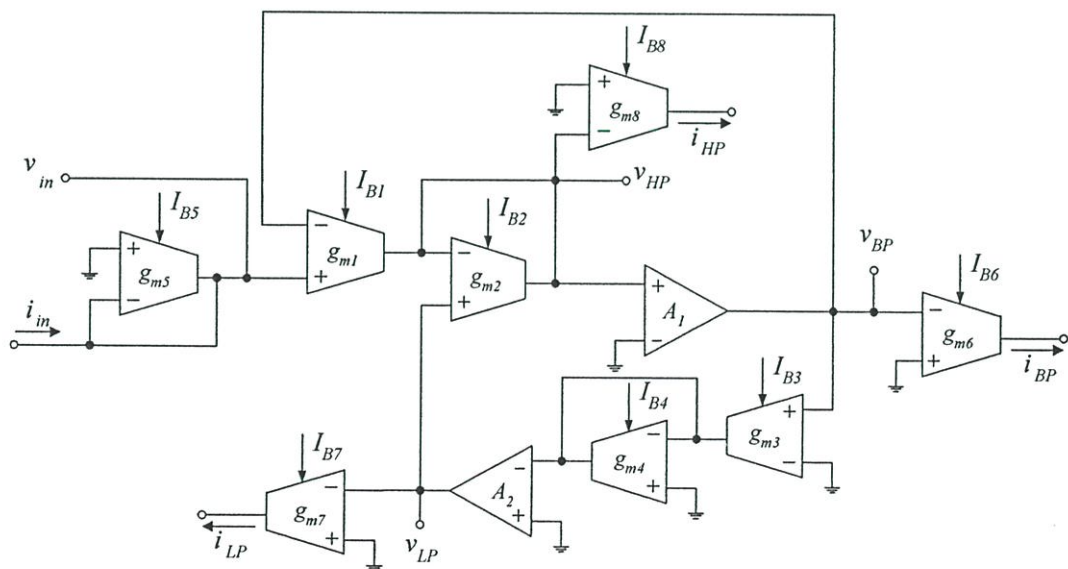 I_B8
+
g_m8
−
i_HP
v_in
v_HP
I_B1
I_B5
I_B2
−
g_m1
+
+
g_m5
−
v_BP
I_B6
−
g_m2
+
+
A_1
−
−
g_m6
+
i_in
i_BP
I_B3
I_B4
+
g_m3
−
−
g_m4
+
I_B7
−
A_2
+
−
g_m7
+
i_LP
v_LP